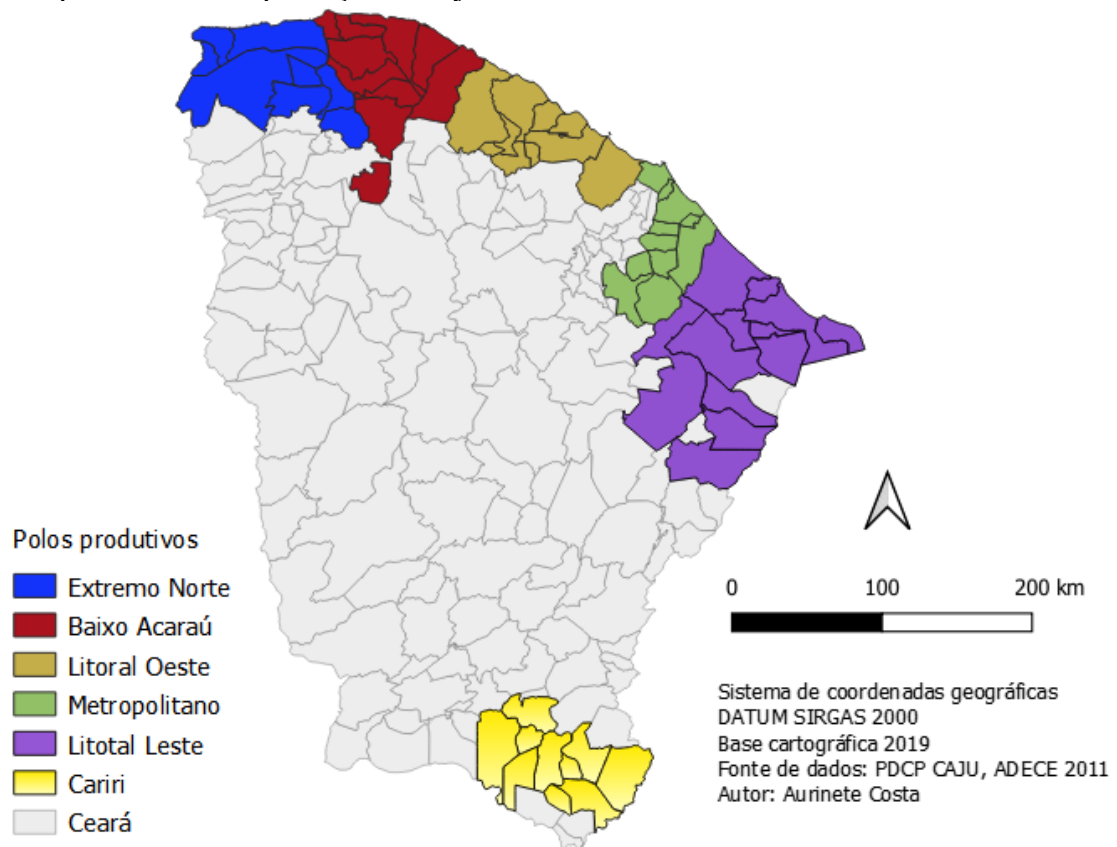 Polos produtivos
Extremo Norte
Baixo Acaraú
Litoral Oeste
Metropolitano
Litotal Leste
Cariri
Ceará
0 100 200 km
Sistema de coordenadas geográficas
DATUM SIRGAS 2000
Base cartográfica 2019
Fonte de dados: PDCP CAJU, ADECE 2011
Autor: Aurinete Costa